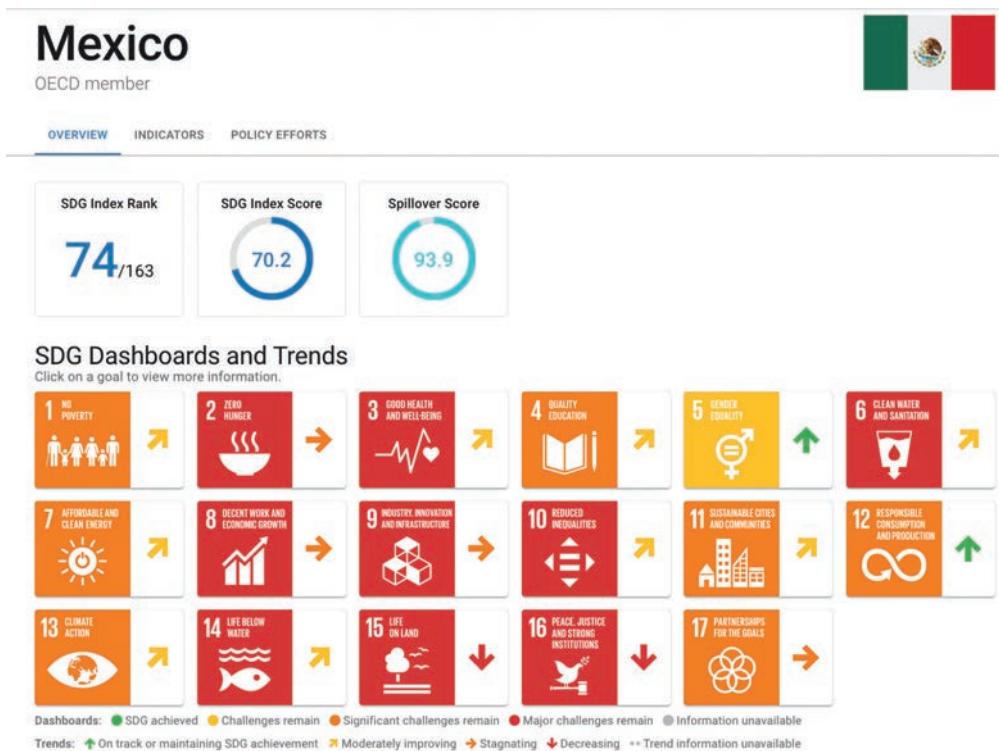 Mexico
OECD member
OVERVIEW INDICATORS POLICY EFFORTS
SDG Index Rank
74/163
SDG Index Score
70.2
Spillover Score
93.9
SDG Dashboards and Trends
Click on a goal to view more information.
1 NO
POVERTY
2 ZERO
HUNGER
3 GOOD HEALTH
AND WELL-BEING
4 QUALITY
EDUCATION
5 GENDER
EQUALITY
6 CLEAN WATER
AND SANITATION
7 AFFORDABLE AND
CLEAN ENERGY
8 DECENT WORK AND
ECONOMIC GROWTH
9 INDUSTRY, INNOVATION
AND INFRASTRUCTURE
10 REDUCED
INEQUALITIES
11 SUSTAINABLE CITIES
AND COMMUNITIES
12 RESPONSIBLE
CONSUMPTION
AND PRODUCTION
13 CLIMATE
ACTION
14 LIFE BELOW
WATER
15 LIFE
ON LAND
16 PEACE, JUSTICE
AND STRONG
INSTITUTIONS
17 PARTNERSHIPS
FOR THE GOALS
Dashboards: SDG achieved Challenges remain Significant challenges remain Major challenges remain Information unavailable
Trends: On track or maintaining SDG achievement Moderately improving Stagnating Decreasing Trend information unavailable